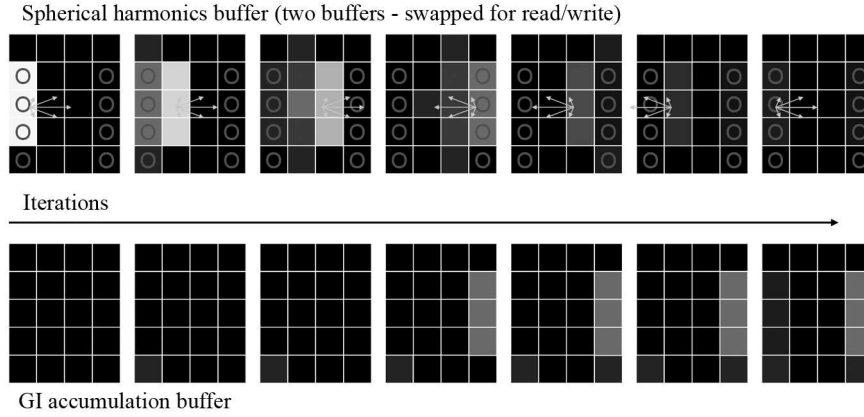 Spherical harmonics buffer (two buffers - swapped for read/write)
Iterations
GI accumulation buffer